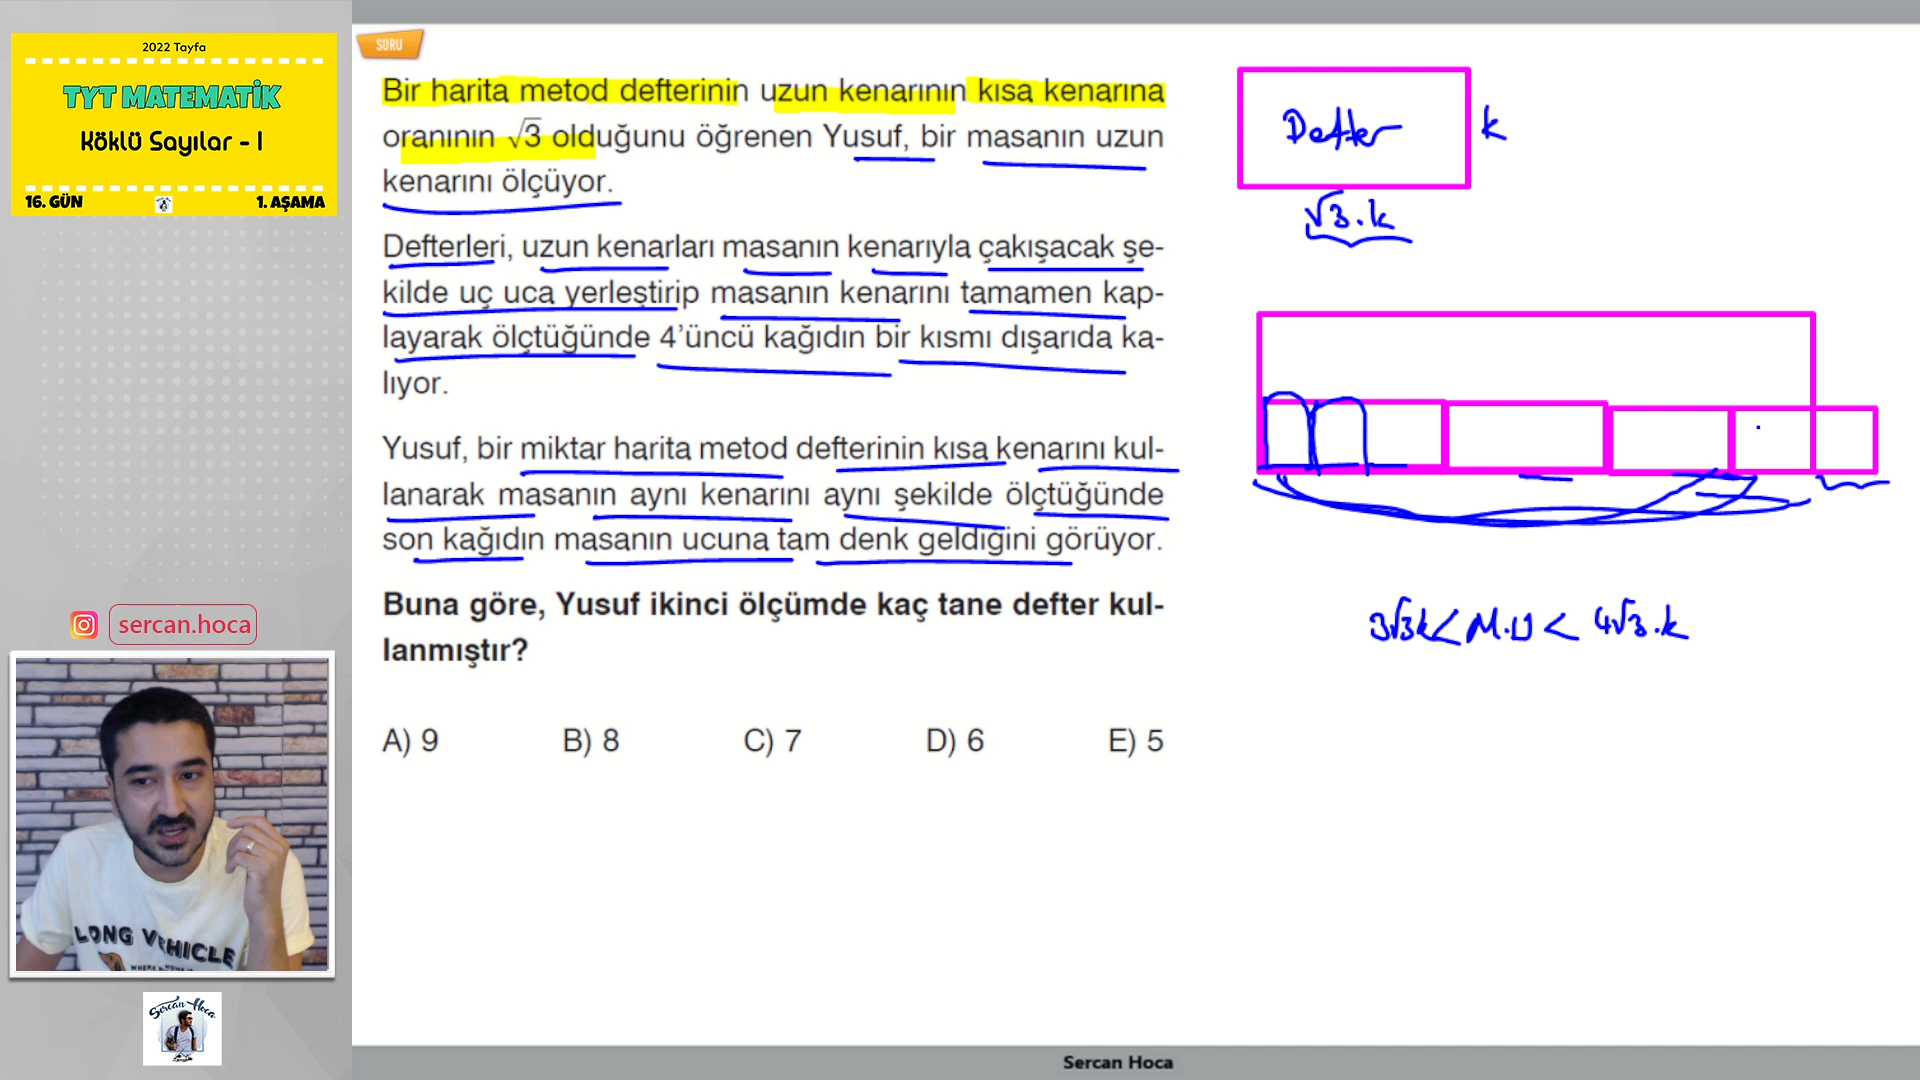 2022 Tayfa
TYT MATEMATİK
Köklü Sayılar - I
16. GÜN
1. AŞAMA
SORU
Bir harita metod defterinin uzun kenarının kısa kenarına
oranının √3 olduğunu öğrenen Yusuf, bir masanın uzun
kenarını ölçüyor.
Defterleri, uzun kenarları masanın kenarıyla çakışacak şe-
kilde uç uca yerleştirip masanın kenarını tamamen kap-
layarak ölçtüğünde 4’üncü kağıdın bir kısmı dışarıda ka-
lıyor.
Yusuf, bir miktar harita metod defterinin kısa kenarını kul-
lanarak masanın aynı kenarını aynı şekilde ölçtüğünde
son kağıdın masanın ucuna tam denk geldiğini görüyor.
Buna göre, Yusuf ikinci ölçümde kaç tane defter kul-
lanmıştır?
A) 9 B) 8 C) 7 D) 6 E) 5
Defter
k
√3.k
3√3k < M.U < 4√3.k
sercan.hoca
LONG VEHICLE
Sercan Hoca
Sercan Hoca